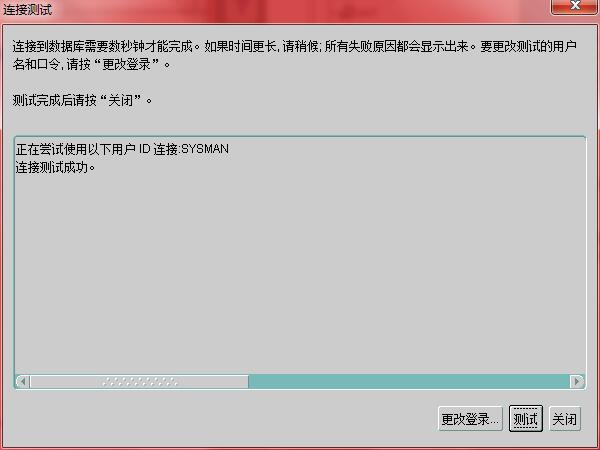 连接测试
连接到数据库需要数秒钟才能完成。如果时间更长,请稍候;所有失败原因都会显示出来。要更改测试的用户
名和口令,请按“更改登录”。
测试完成后请按“关闭”。
正在尝试使用以下用户 ID 连接:SYSMAN
连接测试成功。
更改登录... 测试 关闭